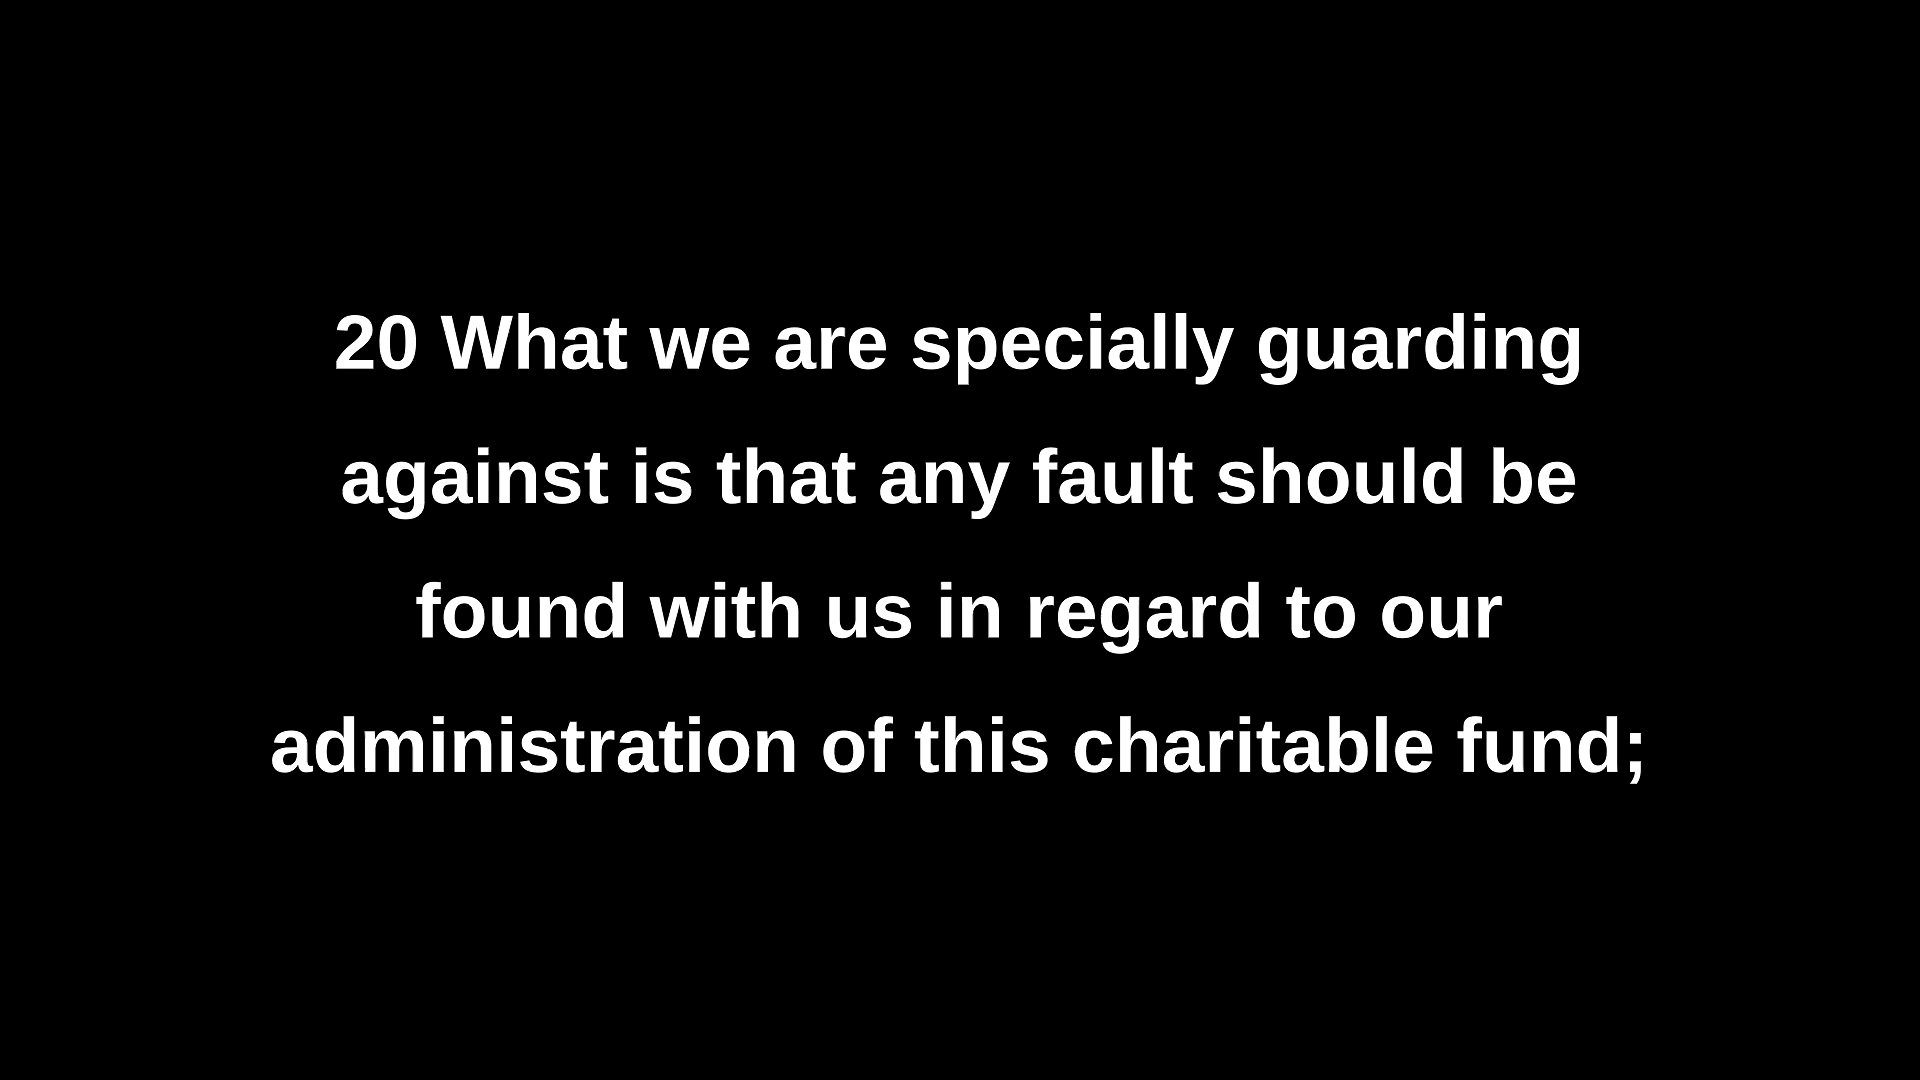 20 What we are specially guarding
against is that any fault should be
found with us in regard to our
administration of this charitable fund;